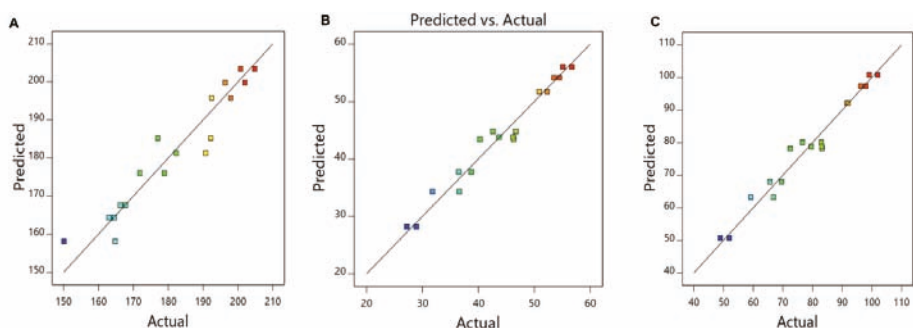 Predicted vs. Actual
A
210
200
190
180
170
160
150
Predicted
150 160 170 180 190 200 210
Actual
B
60
50
40
30
20
Predicted
20 30 40 50 60
Actual
C
110
100
90
80
70
60
50
40
Predicted
40 50 60 70 80 90 100 110
Actual